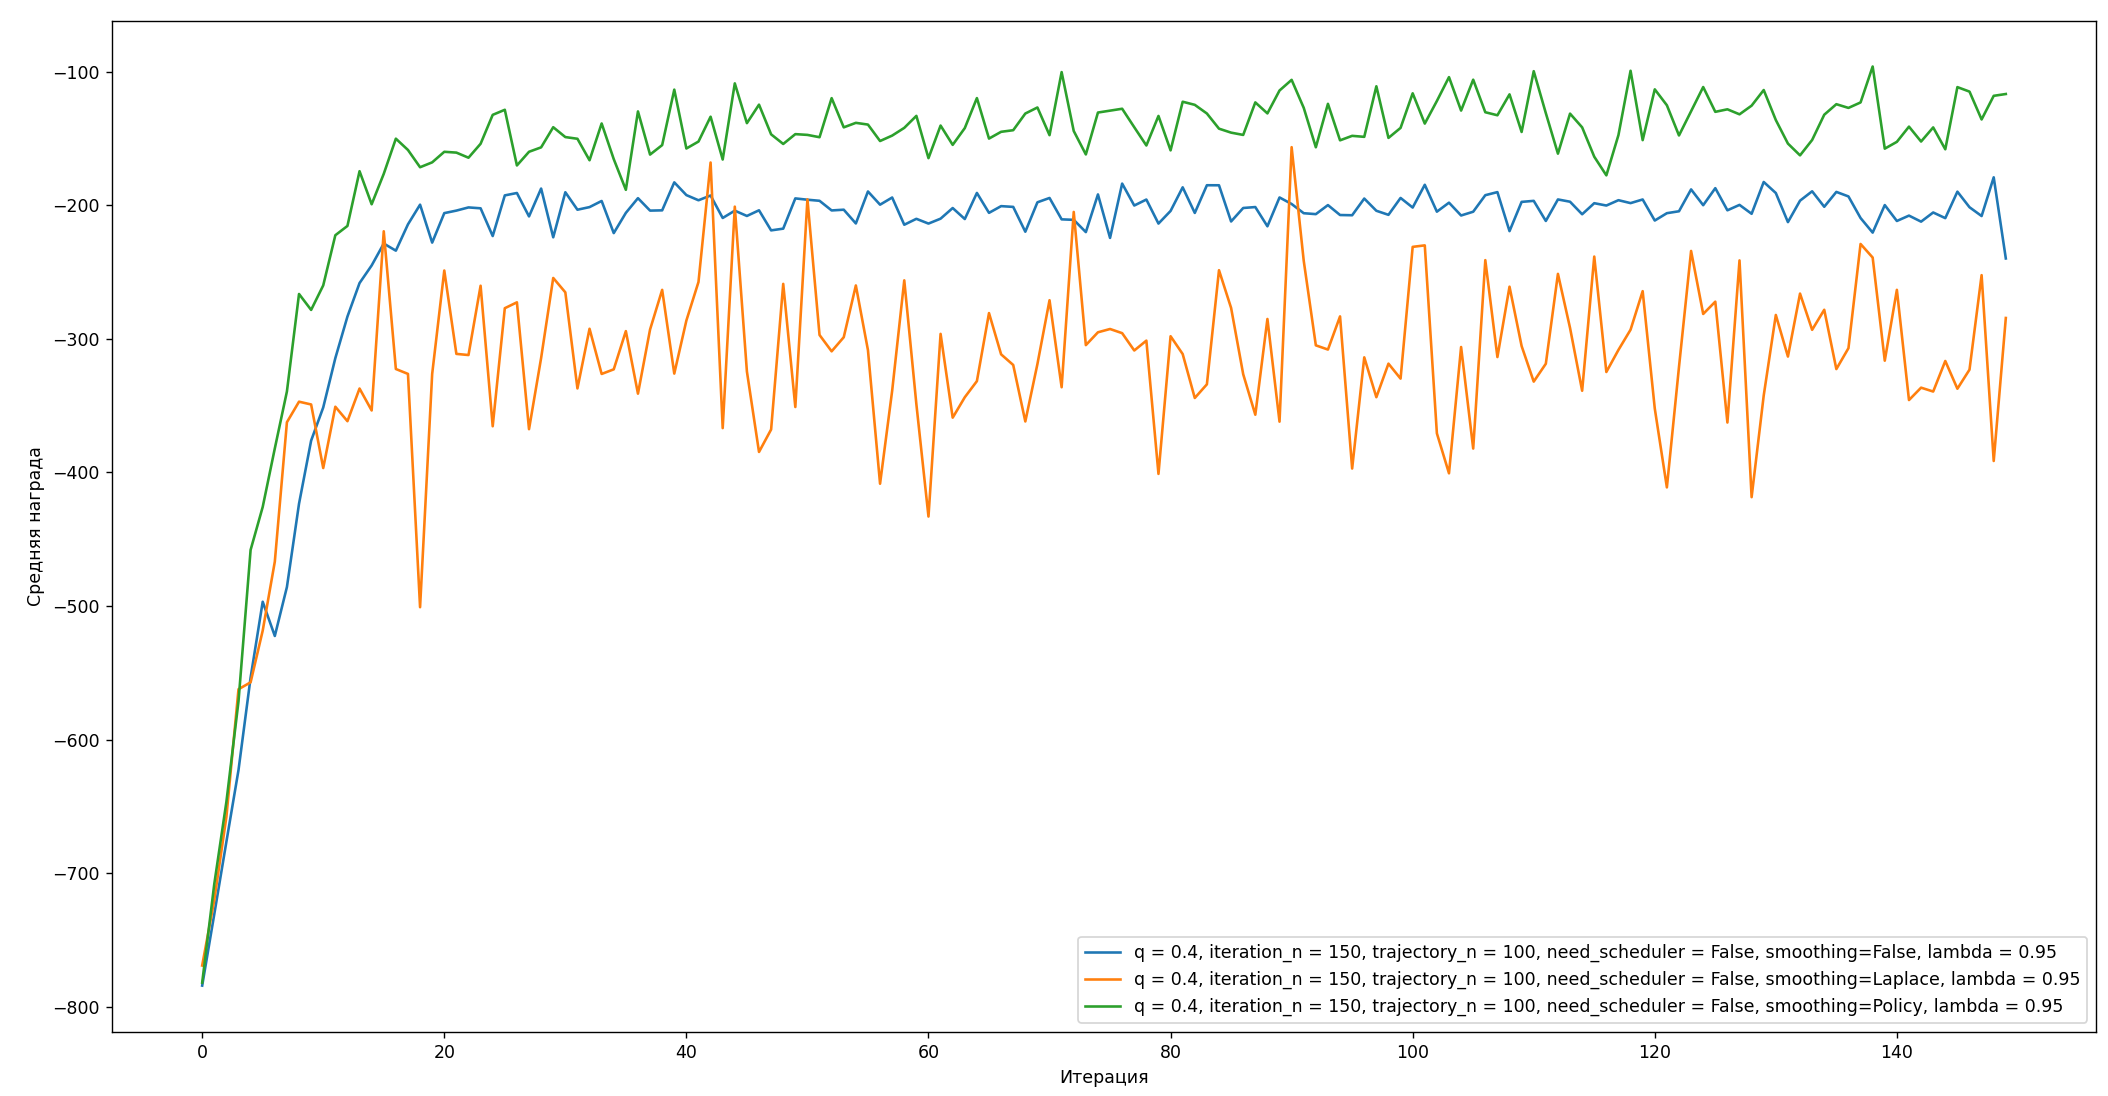 −100
−200
−300
−400
−500
−600
−700
−800
Средняя награда
0 20 40 60 80 100 120 140
Итерация
q = 0.4, iteration_n = 150, trajectory_n = 100, need_scheduler = False, smoothing=False, lambda = 0.95
q = 0.4, iteration_n = 150, trajectory_n = 100, need_scheduler = False, smoothing=Laplace, lambda = 0.95
q = 0.4, iteration_n = 150, trajectory_n = 100, need_scheduler = False, smoothing=Policy, lambda = 0.95